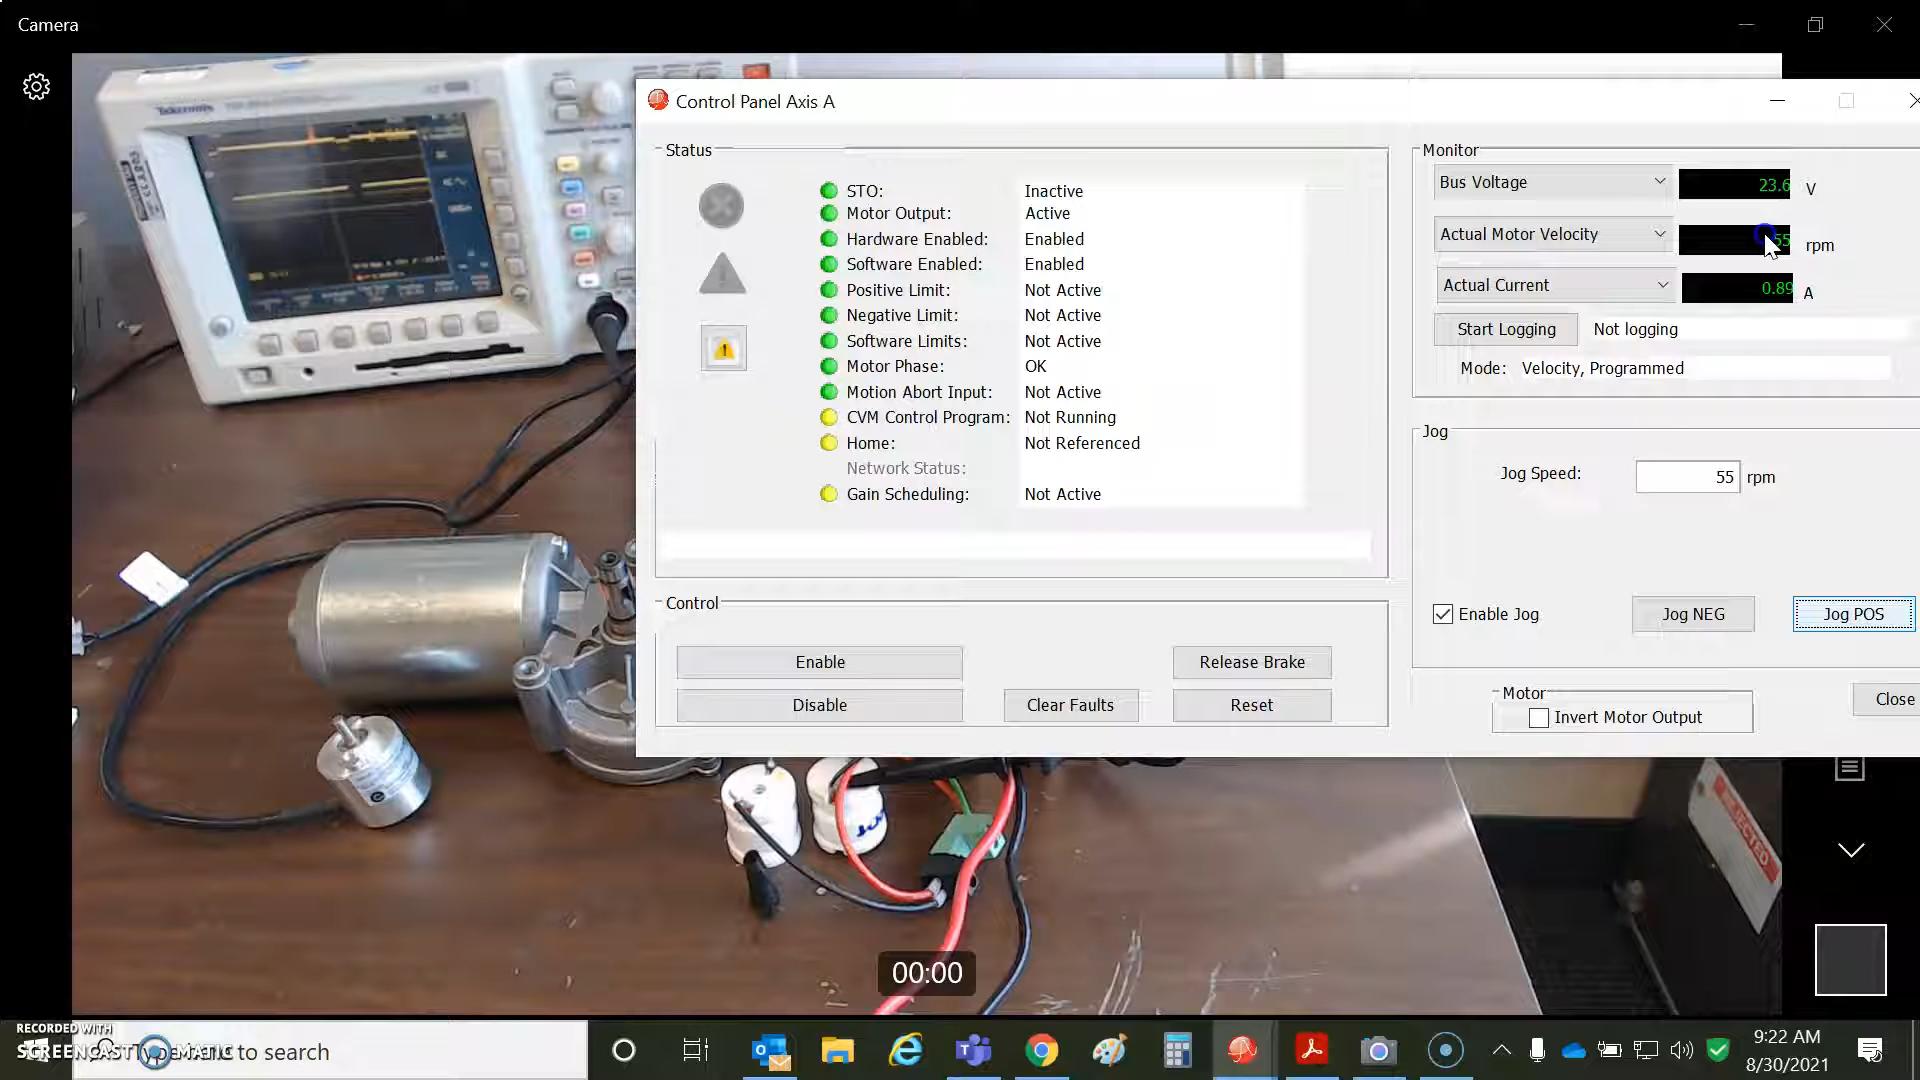 Camera
Tektronix
Control Panel Axis A
Status
STO: Inactive
Motor Output: Active
Hardware Enabled: Enabled
Software Enabled: Enabled
Positive Limit: Not Active
Negative Limit: Not Active
Software Limits: Not Active
Motor Phase: OK
Motion Abort Input: Not Active
CVM Control Program: Not Running
Home: Not Referenced
Network Status:
Gain Scheduling: Not Active
Control
Enable
Disable
Clear Faults
Release Brake
Reset
Monitor
Bus Voltage 23.6 V
Actual Motor Velocity 55 rpm
Actual Current 0.89 A
Start Logging Not logging
Mode: Velocity, Programmed
Jog
Jog Speed: 55 rpm
Enable Jog Jog NEG Jog POS
Motor
Invert Motor Output
Close
REJECTED
00:00
RECORDED WITH
SCREENCAST MATIC
to search
9:22 AM
8/30/2021